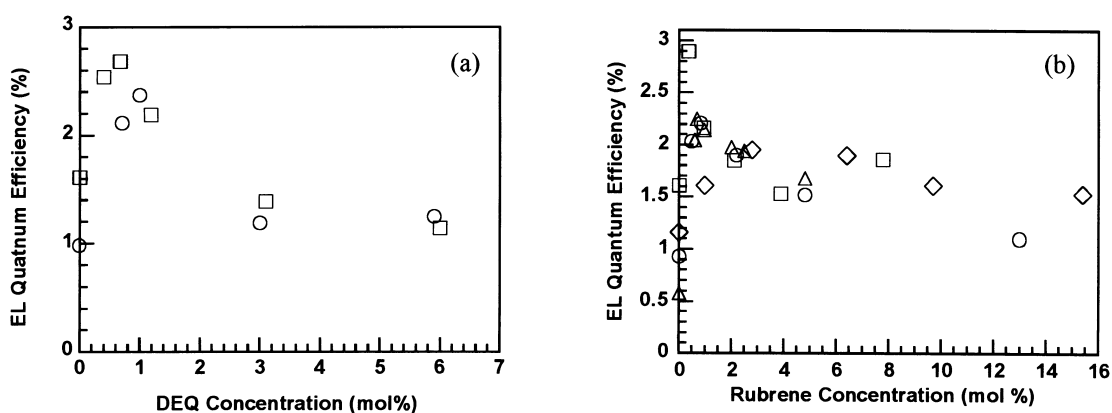 3
2
1
0
0 1 2 3 4 5 6 7
EL Quatnum Efficiency (%)
DEQ Concentration (mol%)
(a)
3
2.5
2
1.5
1
0.5
0
0 2 4 6 8 10 12 14 16
EL Quantum Efficiency (%)
Rubrene Concentration (mol %)
(b)